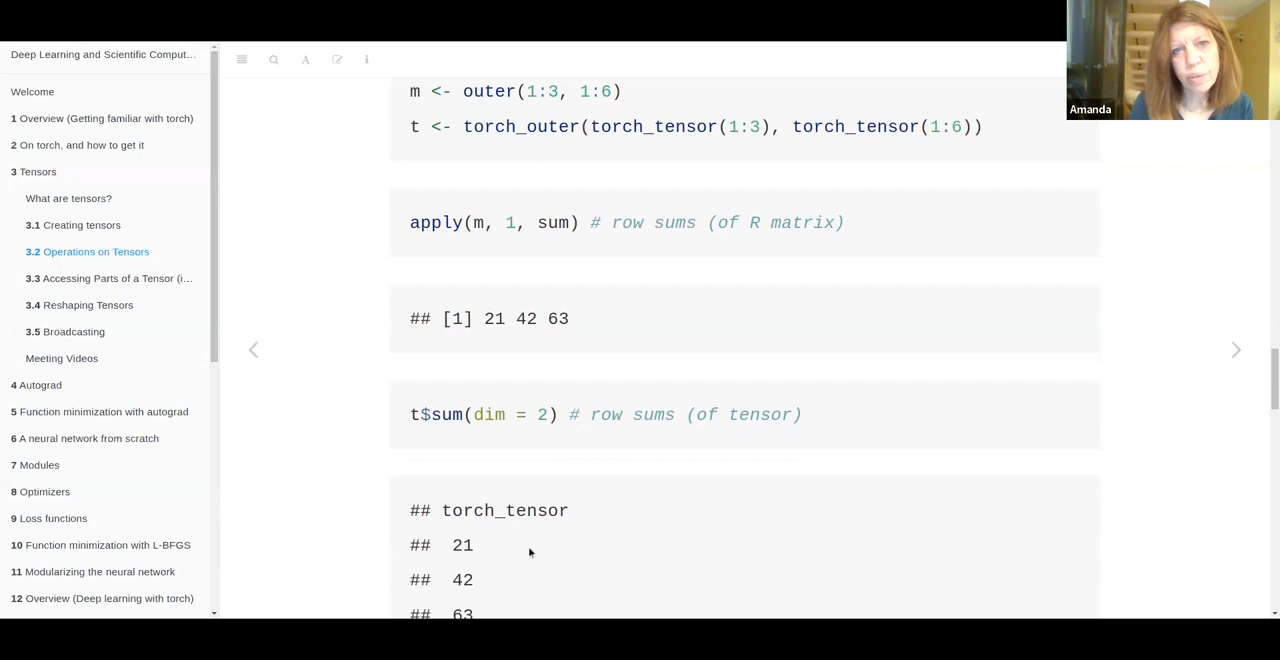 Deep Learning and Scientific Comput...
Welcome
1 Overview (Getting familiar with torch)
2 On torch, and how to get it
3 Tensors
What are tensors?
3.1 Creating tensors
3.2 Operations on Tensors
3.3 Accessing Parts of a Tensor (i...
3.4 Reshaping Tensors
3.5 Broadcasting
Meeting Videos
4 Autograd
5 Function minimization with autograd
6 A neural network from scratch
7 Modules
8 Optimizers
9 Loss functions
10 Function minimization with L-BFGS
11 Modularizing the neural network
12 Overview (Deep learning with torch)
A
i
m <- outer(1:3, 1:6)
t <- torch_outer(torch_tensor(1:3), torch_tensor(1:6))
apply(m, 1, sum) # row sums (of R matrix)
## [1] 21 42 63
t$sum(dim = 2) # row sums (of tensor)
## torch_tensor
## 21
## 42
## 63
Amanda